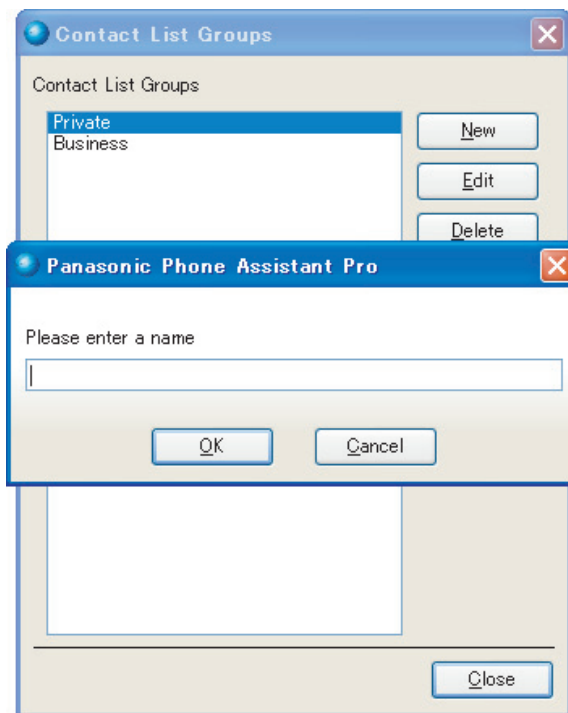 Contact List Groups
Contact List Groups
Private
Business
New
Edit
Delete
Panasonic Phone Assistant Pro
Please enter a name
OK
Cancel
Close